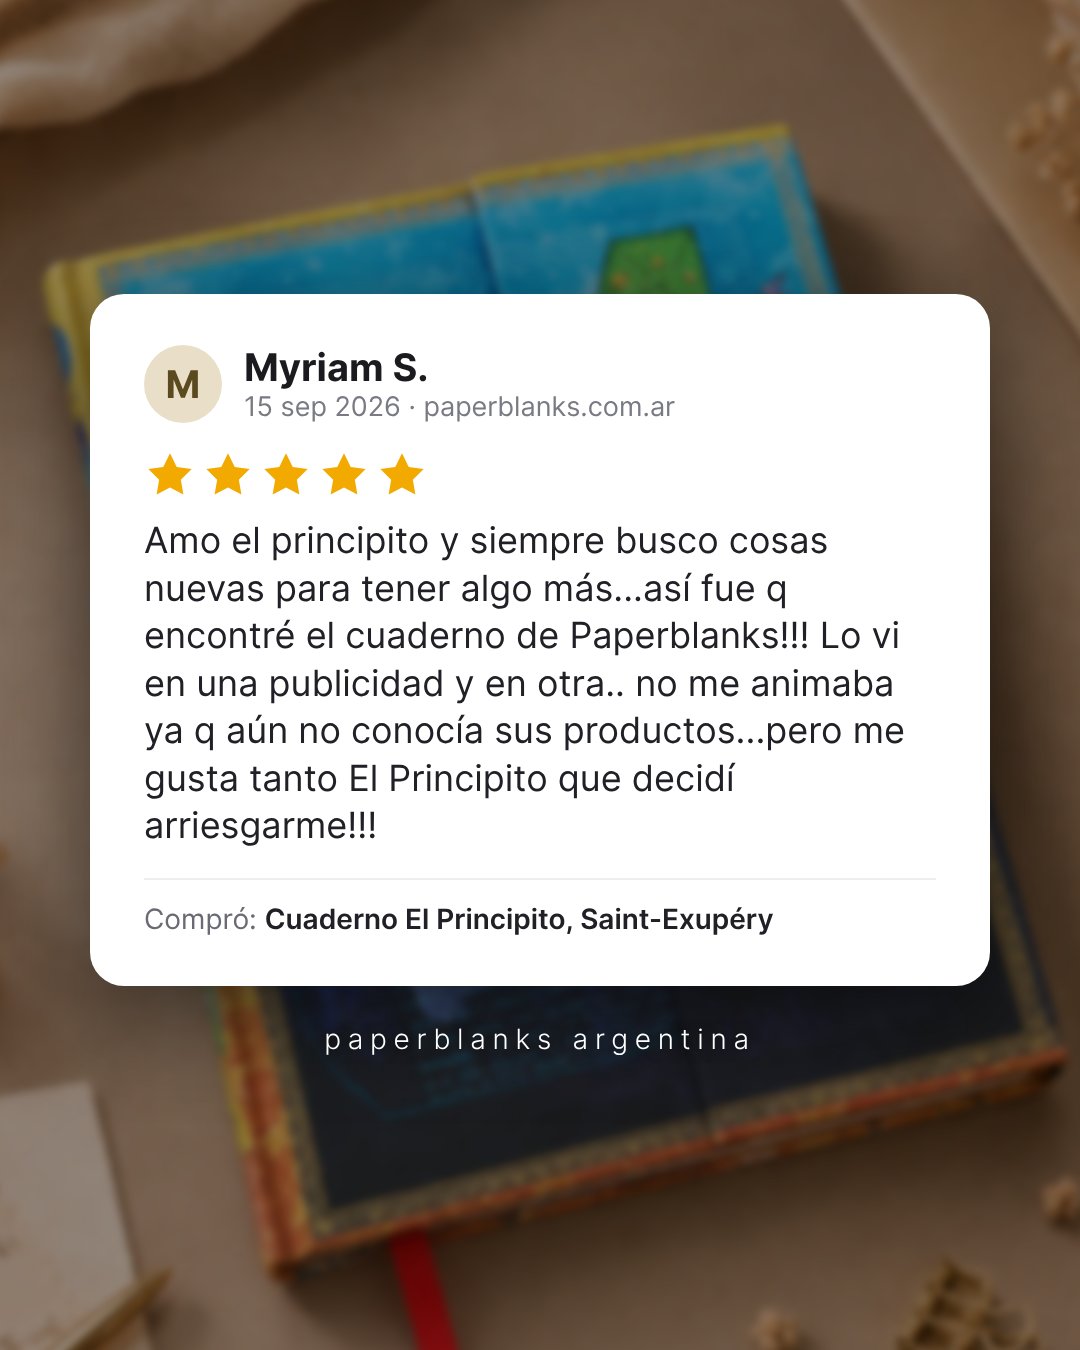 M
Myriam S.
15 sep 2026 · paperblanks.com.ar
Amo el principito y siempre busco cosas
nuevas para tener algo más...así fue q
encontré el cuaderno de Paperblanks!!! Lo vi
en una publicidad y en otra.. no me animaba
ya q aún no conocía sus productos...pero me
gusta tanto El Principito que decidí
arriesgarme!!!
Compró: Cuaderno El Principito, Saint-Exupéry
paperblanks argentina